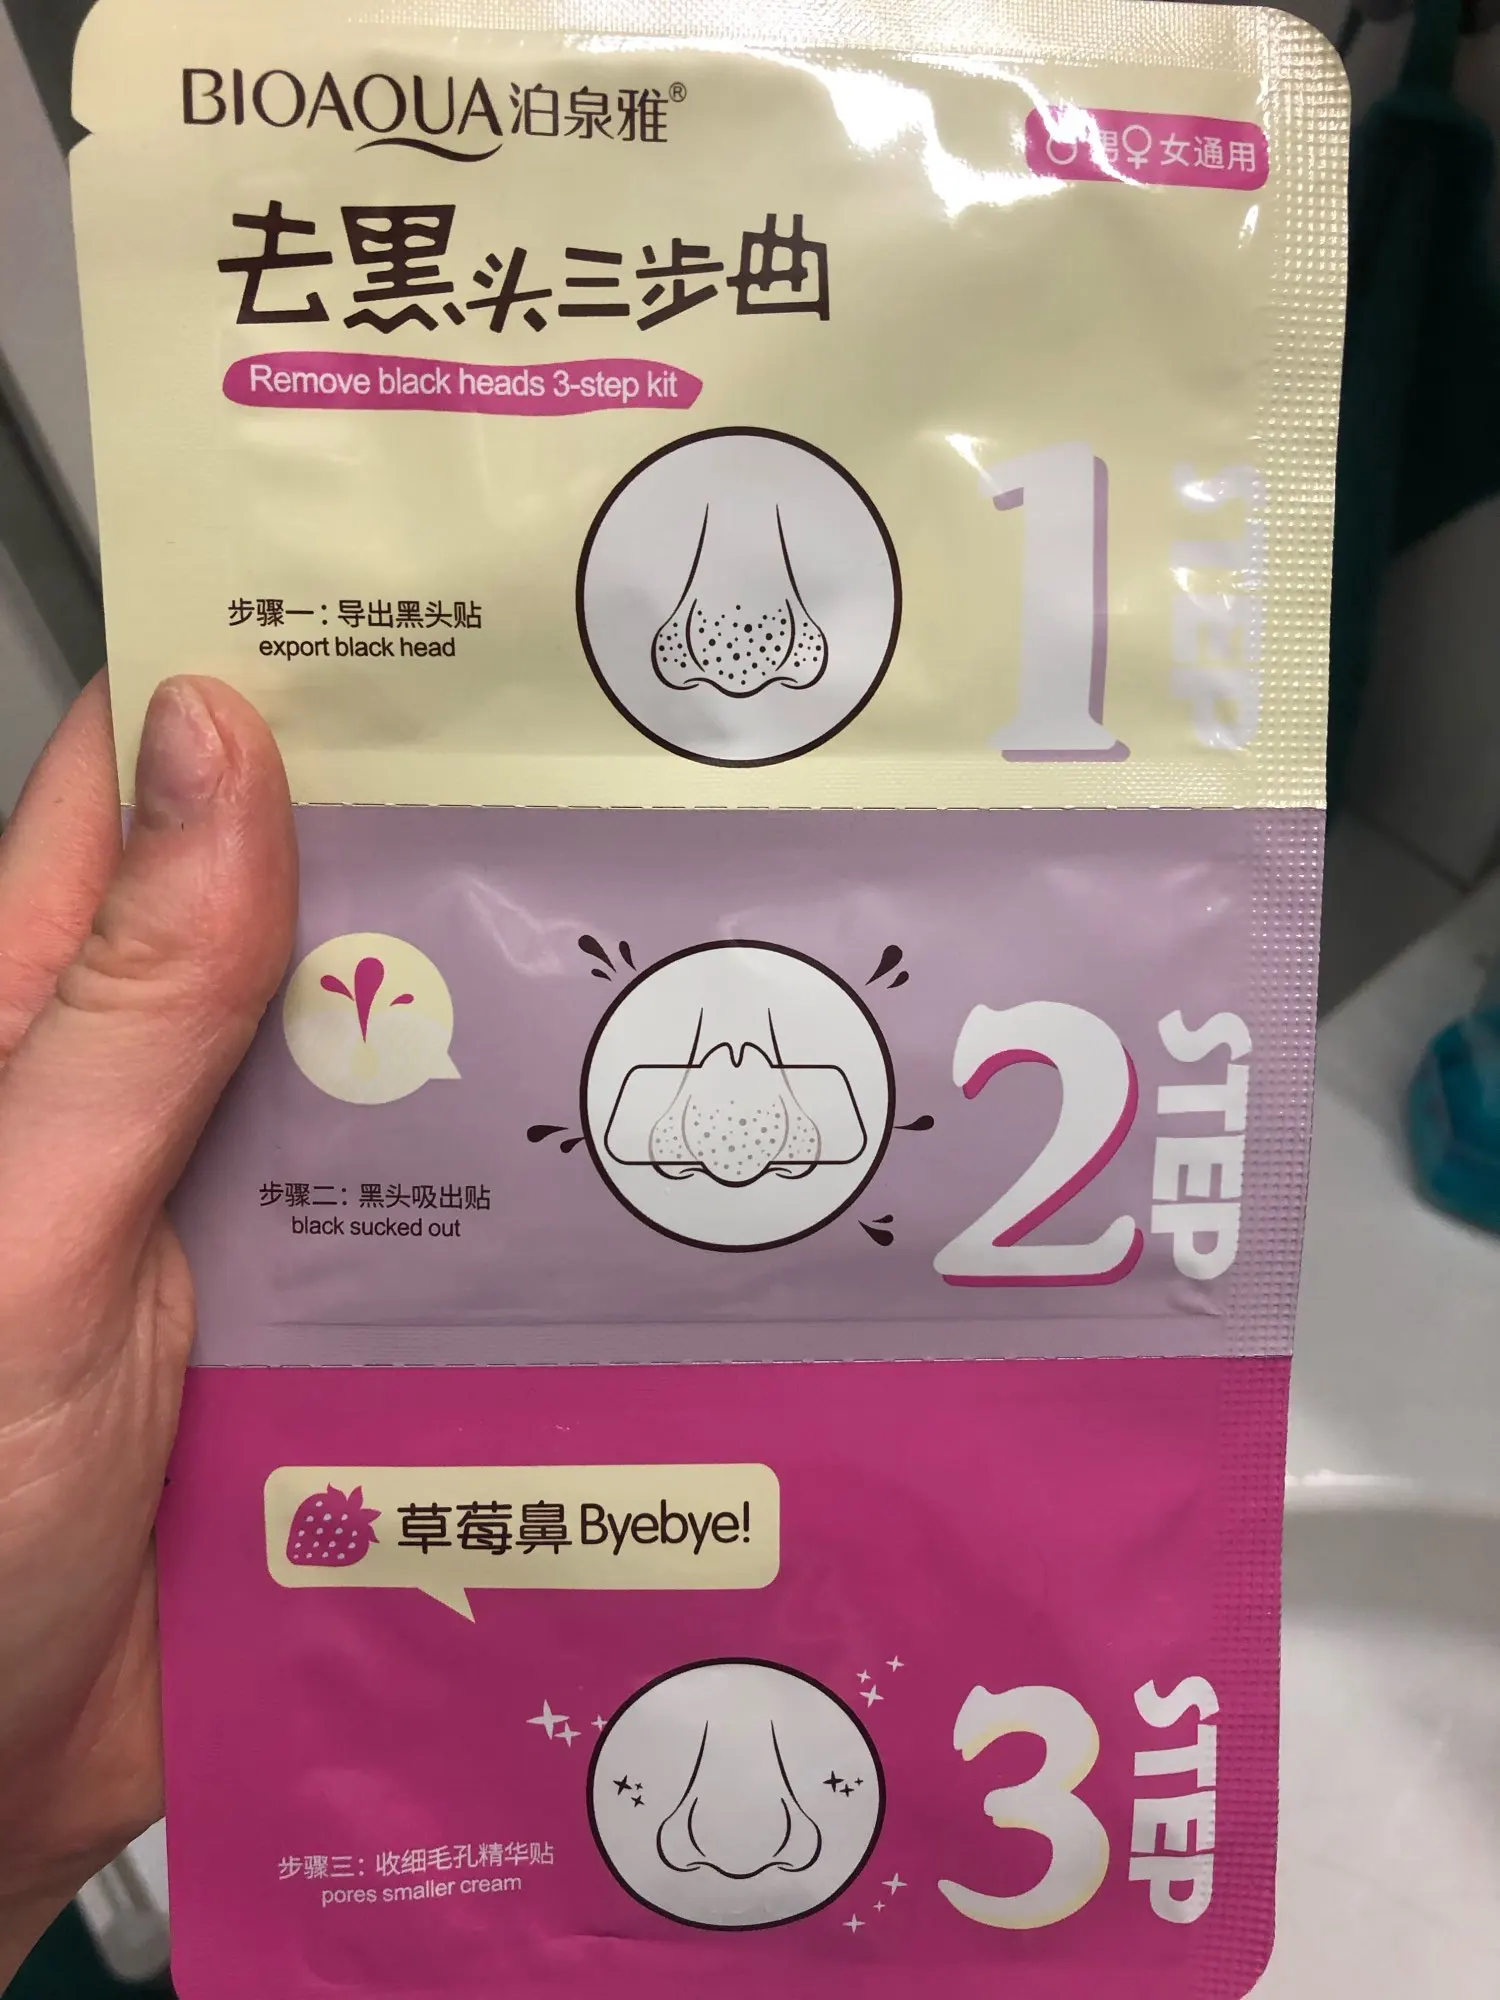 BIOAQUA泊泉雅®
男女通用
去黑头三步曲
Remove black heads 3-step kit
步骤一：导出黑头贴
export black head
1 STEP
步骤二：黑头吸出贴
black sucked out
2 STEP
草莓鼻Byebye!
步骤三：收细毛孔精华贴
pores smaller cream
3 STEP